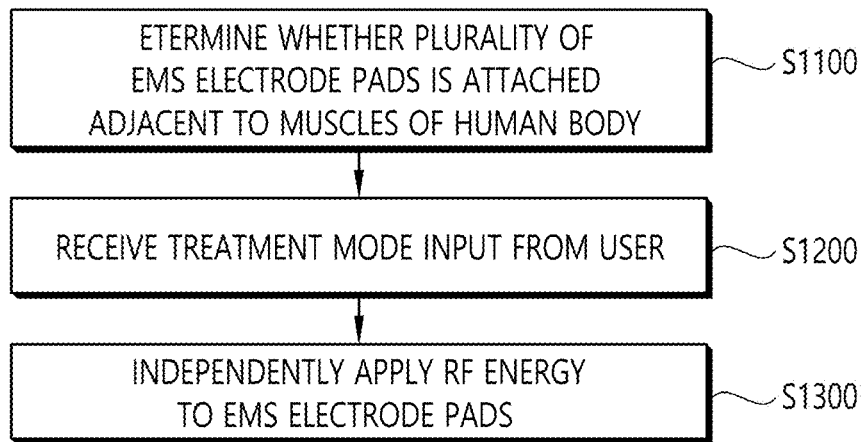 ETERMINE WHETHER PLURALITY OF
EMS ELECTRODE PADS IS ATTACHED
ADJACENT TO MUSCLES OF HUMAN BODY
S1100
RECEIVE TREATMENT MODE INPUT FROM USER
S1200
INDEPENDENTLY APPLY RF ENERGY
TO EMS ELECTRODE PADS
S1300